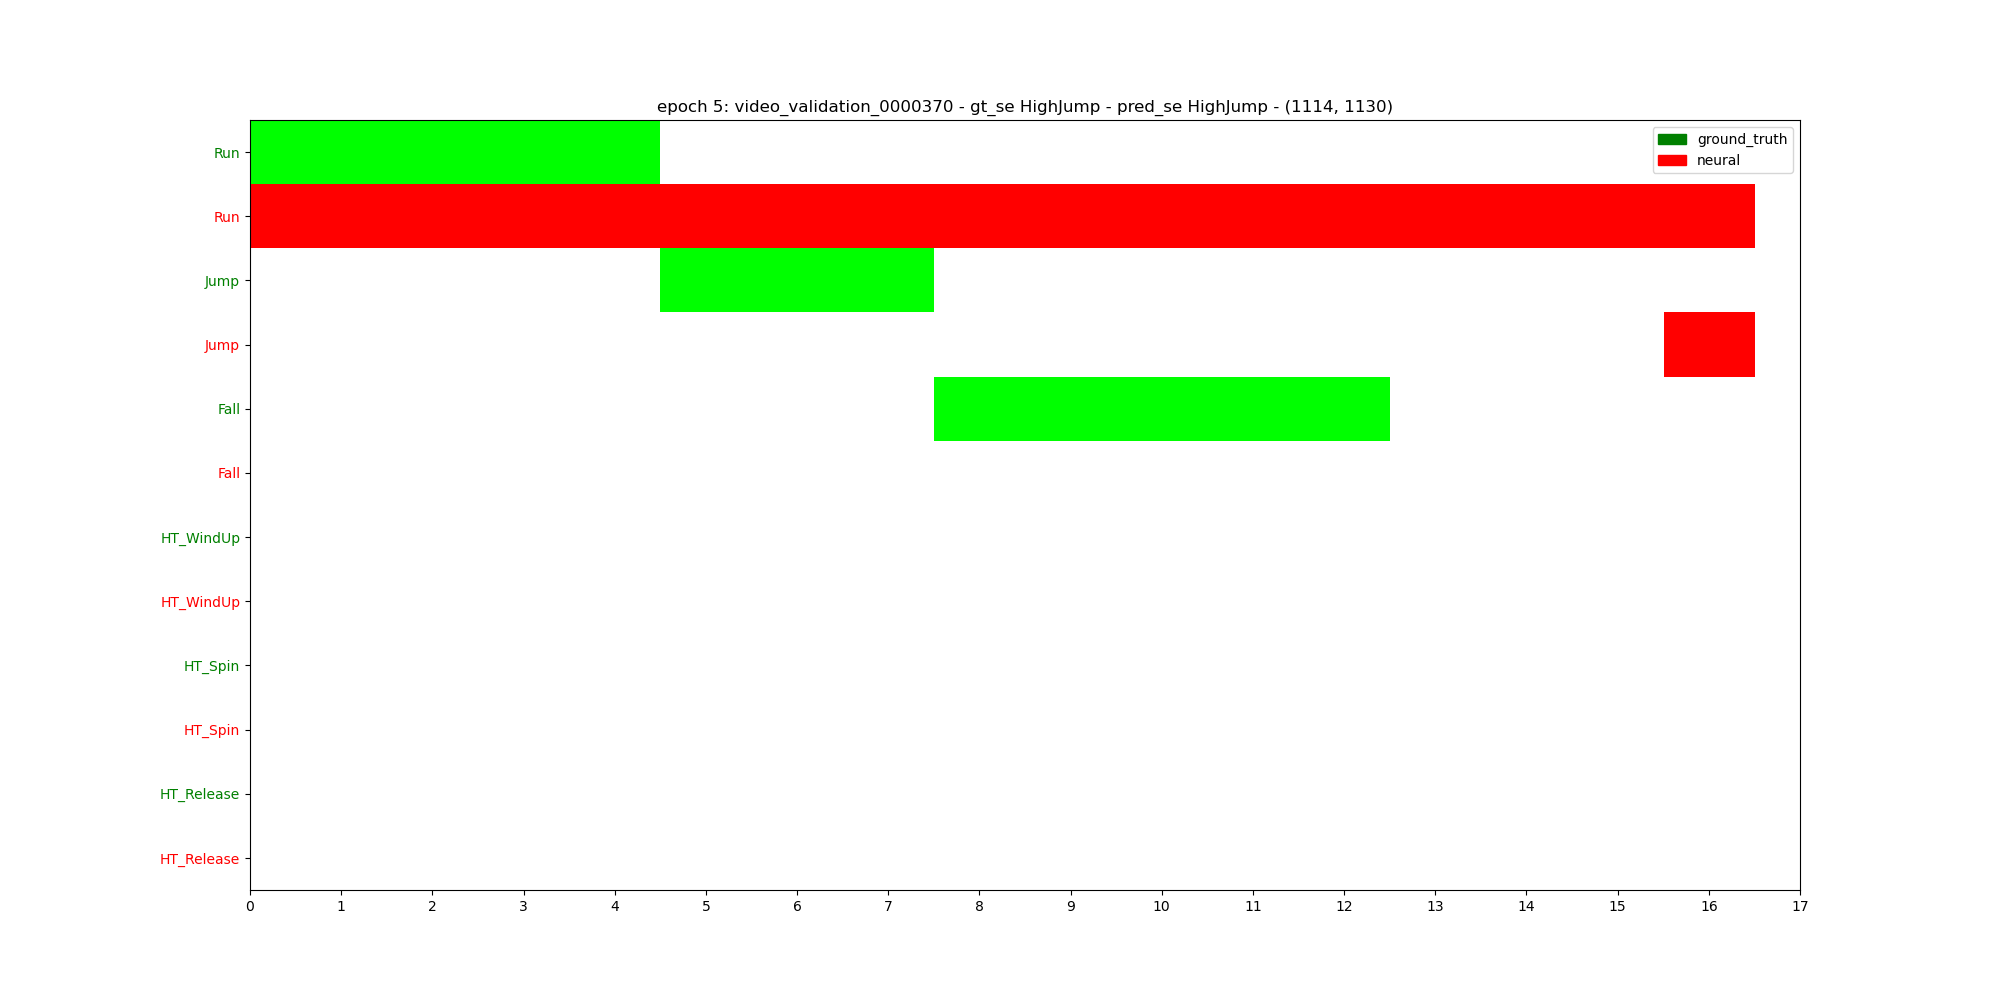 epoch 5: video_validation_0000370 - gt_se HighJump - pred_se HighJump - (1114, 1130)
ground_truth
neural
Run
Run
Jump
Jump
Fall
Fall
HT_WindUp
HT_WindUp
HT_Spin
HT_Spin
HT_Release
HT_Release
0 1 2 3 4 5 6 7 8 9 10 11 12 13 14 15 16 17